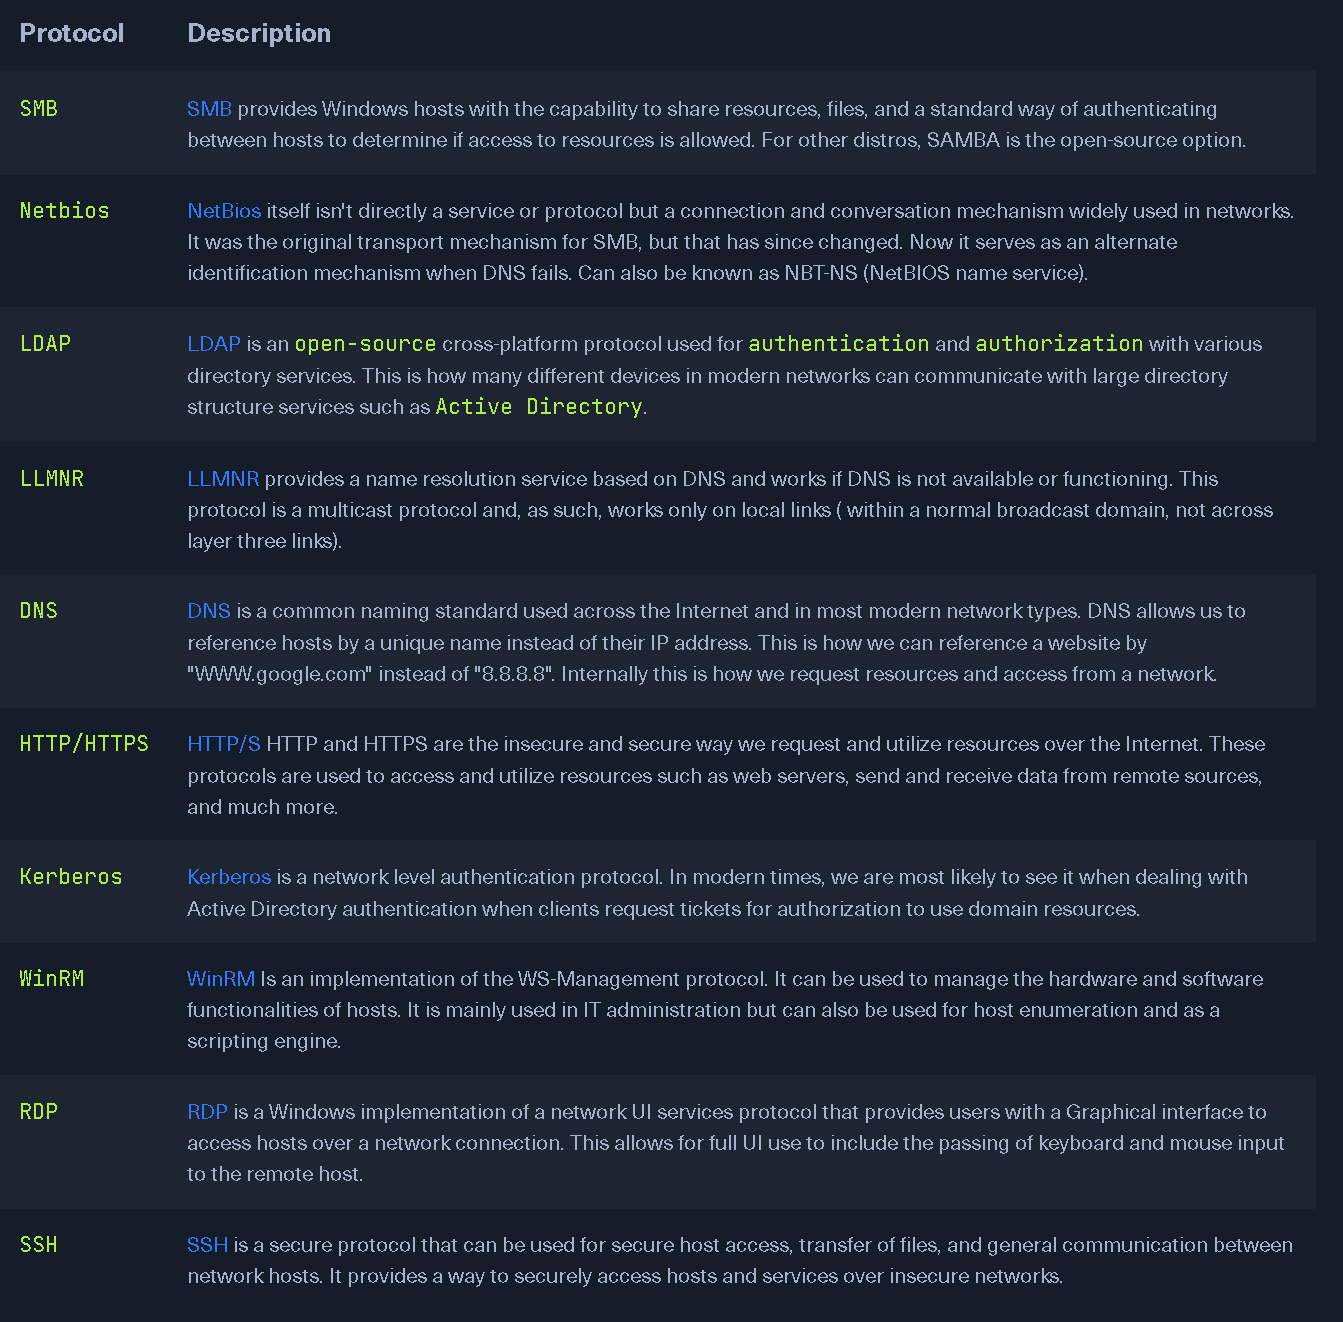 Protocol Description
SMB SMB provides Windows hosts with the capability to share resources, files, and a standard way of authenticating
between hosts to determine if access to resources is allowed. For other distros, SAMBA is the open-source option.
Netbios NetBios itself isn't directly a service or protocol but a connection and conversation mechanism widely used in networks.
It was the original transport mechanism for SMB, but that has since changed. Now it serves as an alternate
identification mechanism when DNS fails. Can also be known as NBT-NS (NetBIOS name service).
LDAP LDAP is an open-source cross-platform protocol used for authentication and authorization with various
directory services. This is how many different devices in modern networks can communicate with large directory
structure services such as Active Directory.
LLMNR LLMNR provides a name resolution service based on DNS and works if DNS is not available or functioning. This
protocol is a multicast protocol and, as such, works only on local links ( within a normal broadcast domain, not across
layer three links).
DNS DNS is a common naming standard used across the Internet and in most modern network types. DNS allows us to
reference hosts by a unique name instead of their IP address. This is how we can reference a website by
"WWW.google.com" instead of "8.8.8.8". Internally this is how we request resources and access from a network.
HTTP/HTTPS HTTP/S HTTP and HTTPS are the insecure and secure way we request and utilize resources over the Internet. These
protocols are used to access and utilize resources such as web servers, send and receive data from remote sources,
and much more.
Kerberos Kerberos is a network level authentication protocol. In modern times, we are most likely to see it when dealing with
Active Directory authentication when clients request tickets for authorization to use domain resources.
WinRM WinRM Is an implementation of the WS-Management protocol. It can be used to manage the hardware and software
functionalities of hosts. It is mainly used in IT administration but can also be used for host enumeration and as a
scripting engine.
RDP RDP is a Windows implementation of a network UI services protocol that provides users with a Graphical interface to
access hosts over a network connection. This allows for full UI use to include the passing of keyboard and mouse input
to the remote host.
SSH SSH is a secure protocol that can be used for secure host access, transfer of files, and general communication between
network hosts. It provides a way to securely access hosts and services over insecure networks.